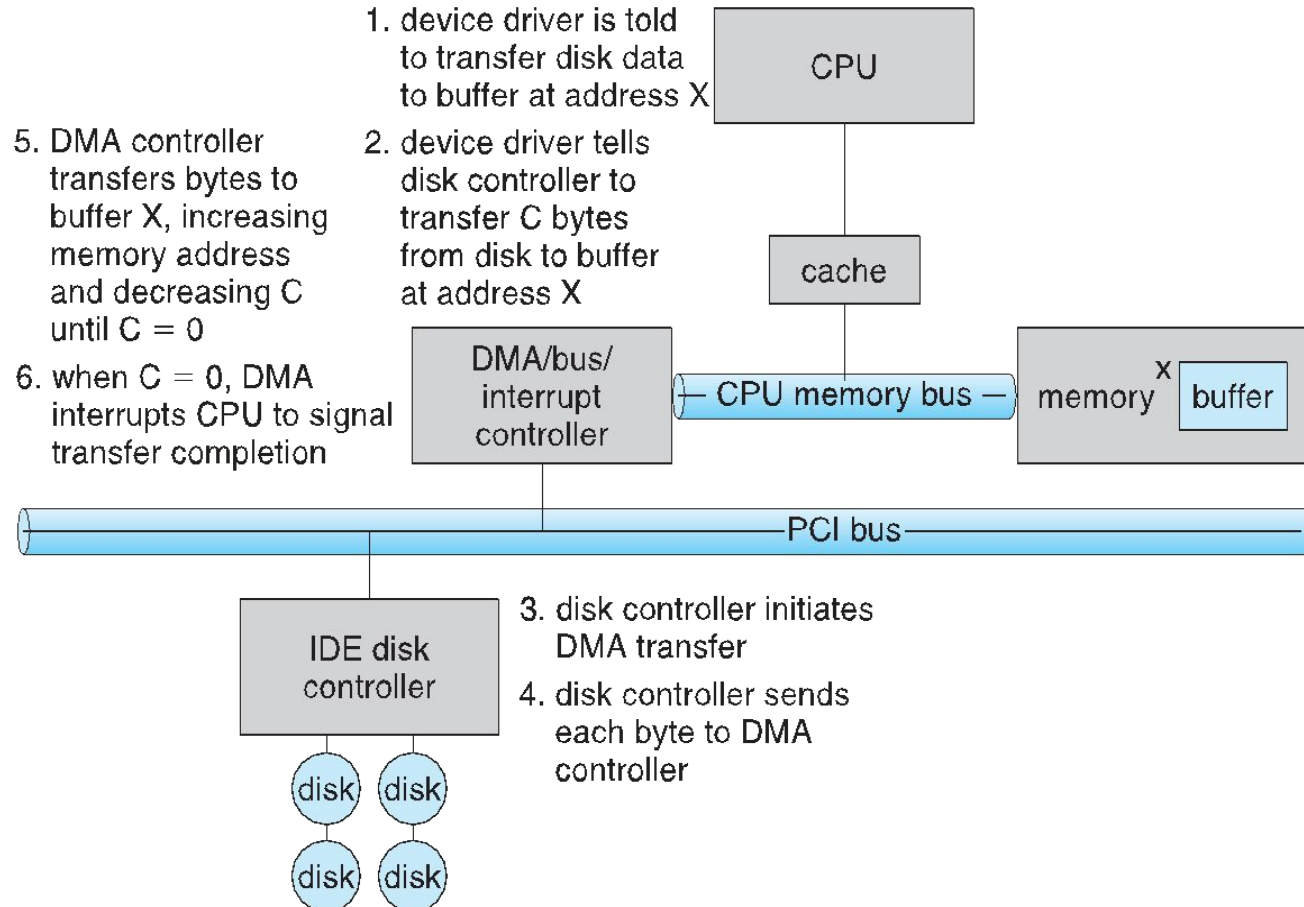 1. device driver is told
to transfer disk data
to buffer at address X
CPU
5. DMA controller
transfers bytes to
buffer X, increasing
memory address
and decreasing C
until C = 0
2. device driver tells
disk controller to
transfer C bytes
from disk to buffer
at address X
cache
6. when C = 0, DMA
interrupts CPU to signal
transfer completion
DMA/bus/
interrupt
controller
CPU memory bus
memory
X
buffer
PCI bus
IDE disk
controller
3. disk controller initiates
DMA transfer
4. disk controller sends
each byte to DMA
controller
disk
disk
disk
disk